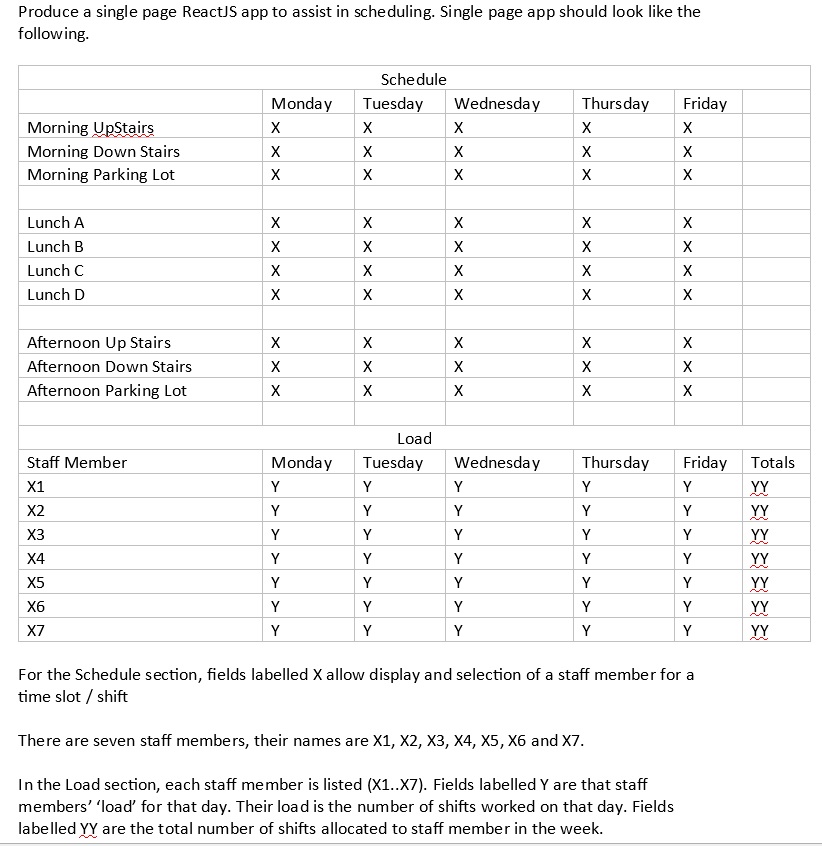 Produce a single page ReactJS app to assist in scheduling. Single page app should look like the
following.
Schedule
Monday Tuesday Wednesday Thursday Friday
Morning UpStairs X X X X X
Morning Down Stairs X X X X X
Morning Parking Lot X X X X X
Lunch A X X X X X
Lunch B X X X X X
Lunch C X X X X X
Lunch D X X X X X
Afternoon Up Stairs X X X X X
Afternoon Down Stairs X X X X X
Afternoon Parking Lot X X X X X
Load
Staff Member Monday Tuesday Wednesday Thursday Friday Totals
X1 Y Y Y Y Y YY
X2 Y Y Y Y Y YY
X3 Y Y Y Y Y YY
X4 Y Y Y Y Y YY
X5 Y Y Y Y Y YY
X6 Y Y Y Y Y YY
X7 Y Y Y Y Y YY
For the Schedule section, fields labelled X allow display and selection of a staff member for a
time slot / shift
There are seven staff members, their names are X1, X2, X3, X4, X5, X6 and X7.
In the Load section, each staff member is listed (X1..X7). Fields labelled Y are that staff
members’ ‘load’ for that day. Their load is the number of shifts worked on that day. Fields
labelled YY are the total number of shifts allocated to staff member in the week.